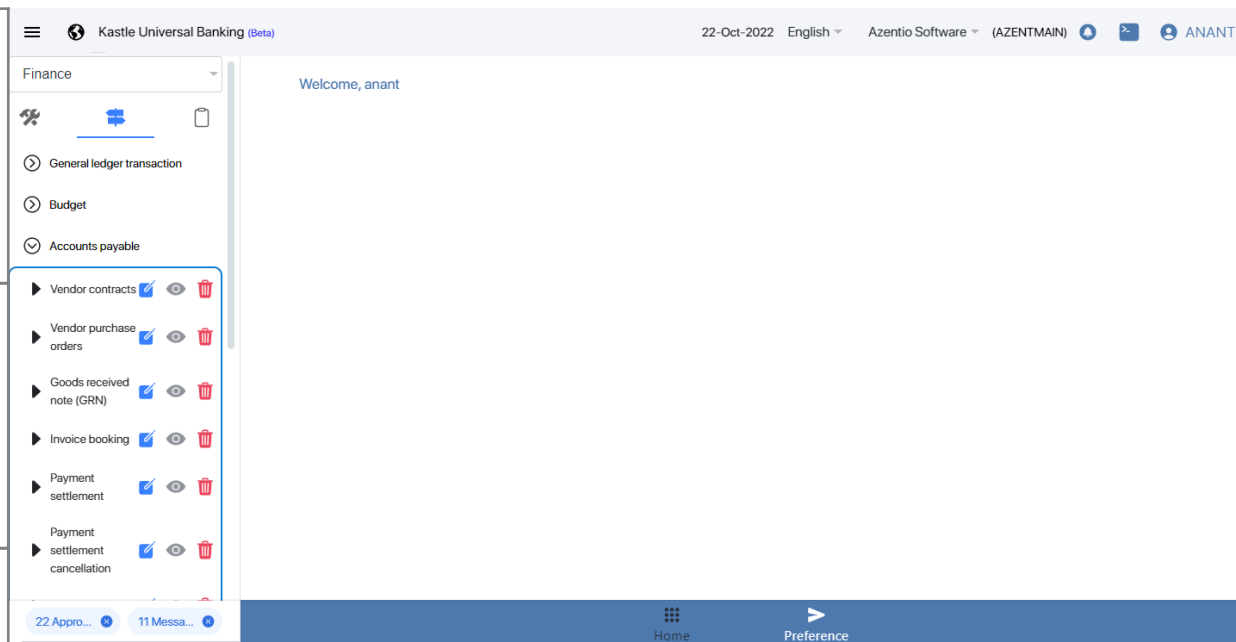 Kastle Universal Banking (Beta)
22-Oct-2022 English Azentio Software (AZENTMAIN) ANANT
Finance
Welcome, anant
General ledger transaction
Budget
Accounts payable
Vendor contracts
Vendor purchase
orders
Goods received
note (GRN)
Invoice booking
Payment
settlement
Payment
settlement
cancellation
22 Appro...
11 Messa...
Home
Preference